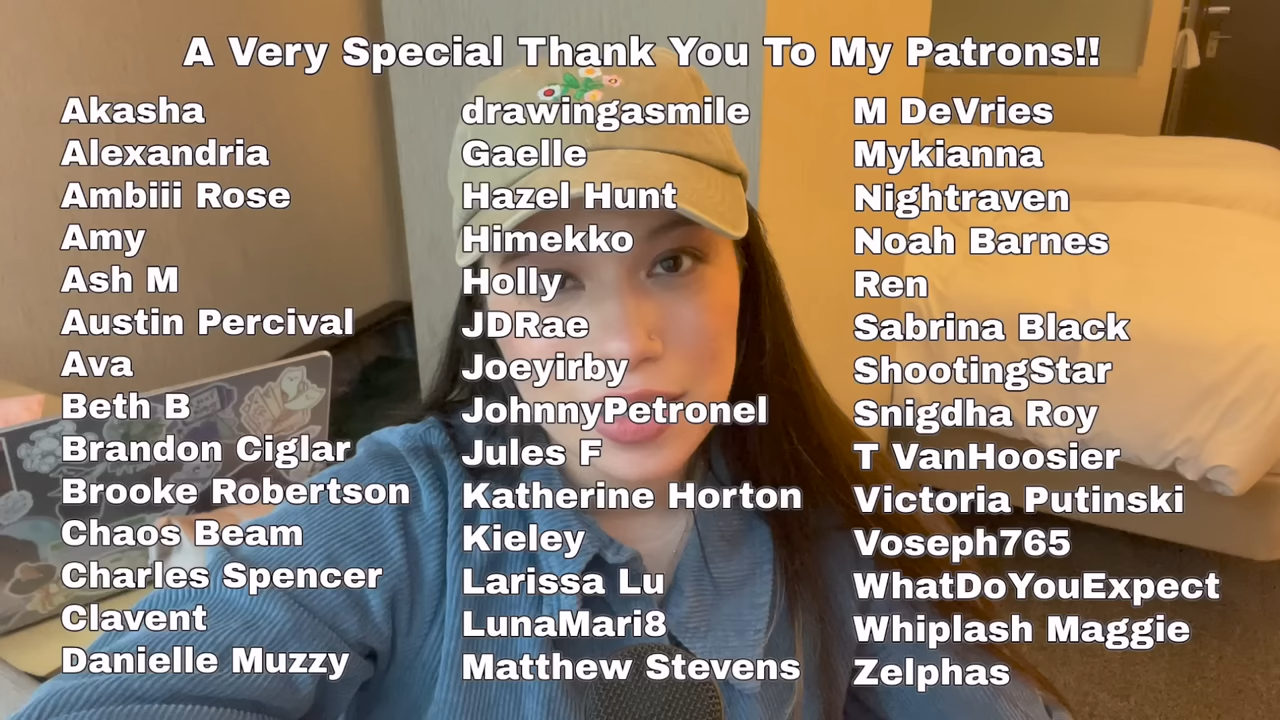 A Very Special Thank You To My Patrons!!
Akasha
Alexandria
Ambiii Rose
Amy
Ash M
Austin Percival
Ava
Beth B
Brandon Ciglar
Brooke Robertson
Chaos Beam
Charles Spencer
Clavent
Danielle Muzzy
drawingasmile
Gaelle
Hazel Hunt
Himekko
Holly
JDRae
Joeyirby
JohnnyPetronel
Jules F
Katherine Horton
Kieley
Larissa Lu
LunaMari8
Matthew Stevens
M DeVries
Mykianna
Nightraven
Noah Barnes
Ren
Sabrina Black
ShootingStar
Snigdha Roy
T VanHoosier
Victoria Putinski
Voseph765
WhatDoYouExpect
Whiplash Maggie
Zelphas